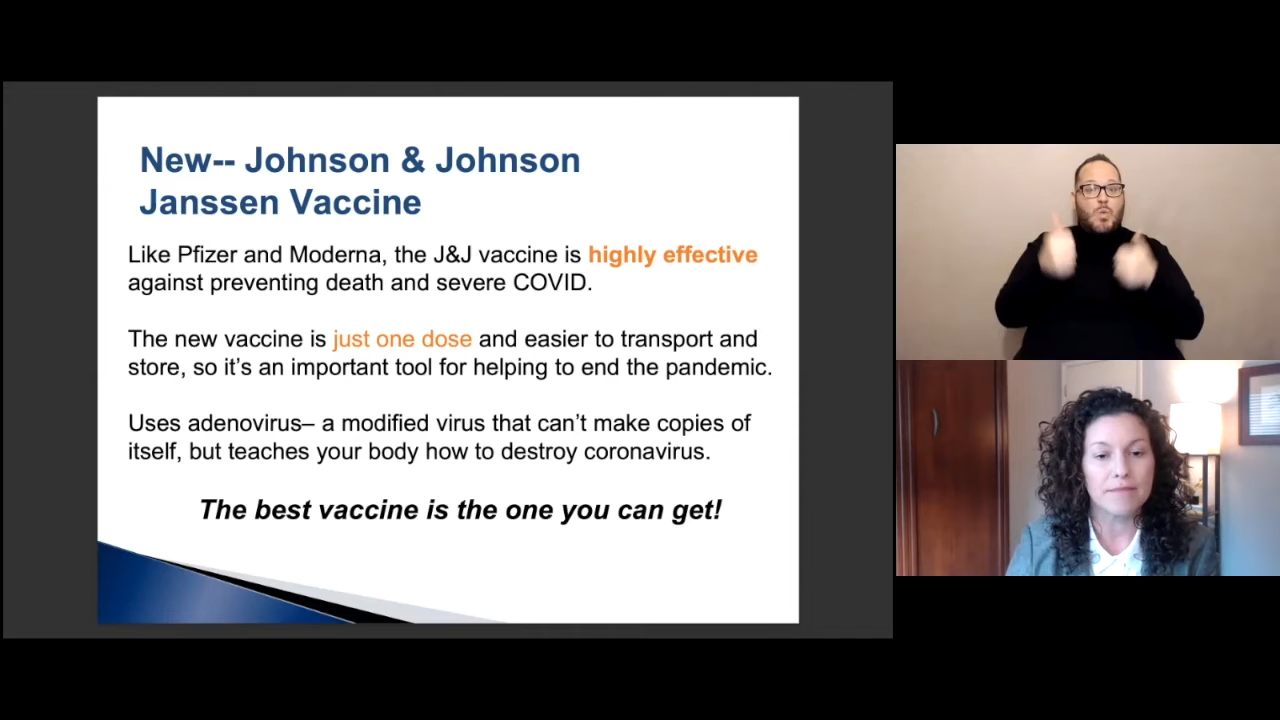 New-- Johnson & Johnson
Janssen Vaccine
Like Pfizer and Moderna, the J&J vaccine is highly effective
against preventing death and severe COVID.
The new vaccine is just one dose and easier to transport and
store, so it’s an important tool for helping to end the pandemic.
Uses adenovirus– a modified virus that can’t make copies of
itself, but teaches your body how to destroy coronavirus.
The best vaccine is the one you can get!